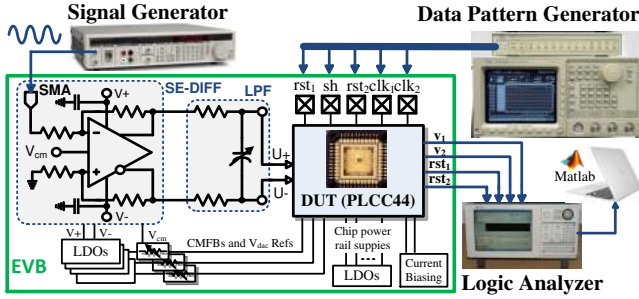 Signal Generator
Data Pattern Generator
SMA
V+
SE-DIFF
LPF
rst1 sh rst2 clk1 clk2
Vcm
U+
U-
V-
DUT (PLCC44)
v1
v2
rst1
rst2
Matlab
V+ V- Vcm
LDOs
CMFBs and Vdac Refs
Chip power
rail suppies
LDOs
Current
Biasing
EVB
Logic Analyzer